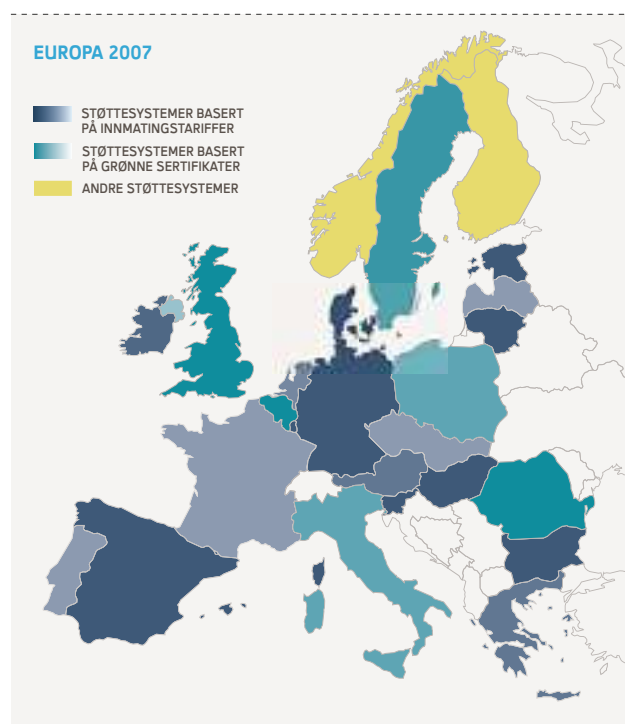 EUROPA 2007
STØTTESYSTEMER BASERT
PÅ INNMATINGSTARIFFER
STØTTESYSTEMER BASERT
PÅ GRØNNE SERTIFIKATER
ANDRE STØTTESYSTEMER